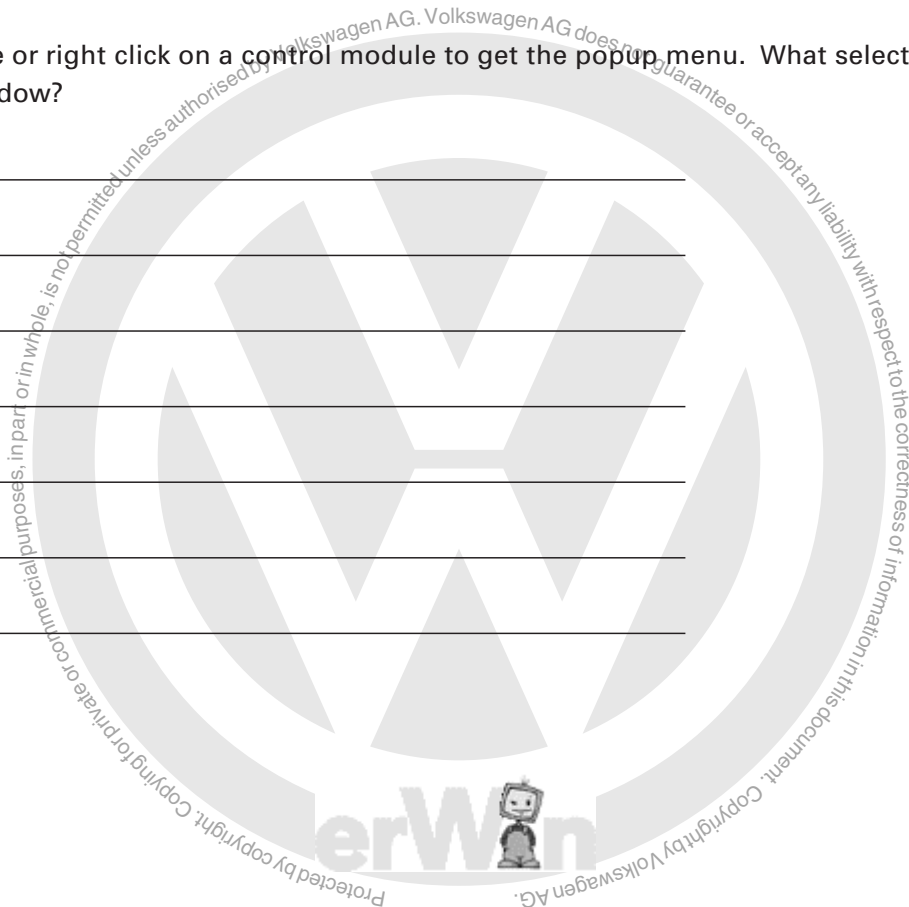 e or right click on a control module to get the popup menu. What select
dow?
Protected by copyright. Copying for private or commercial purposes, in part or in whole, is not permitted unless authorised by Volkswagen AG. Volkswagen AG does not guarantee or accept any liability with respect to the correctness of information in this document. Copyright by Volkswagen AG.
erWin